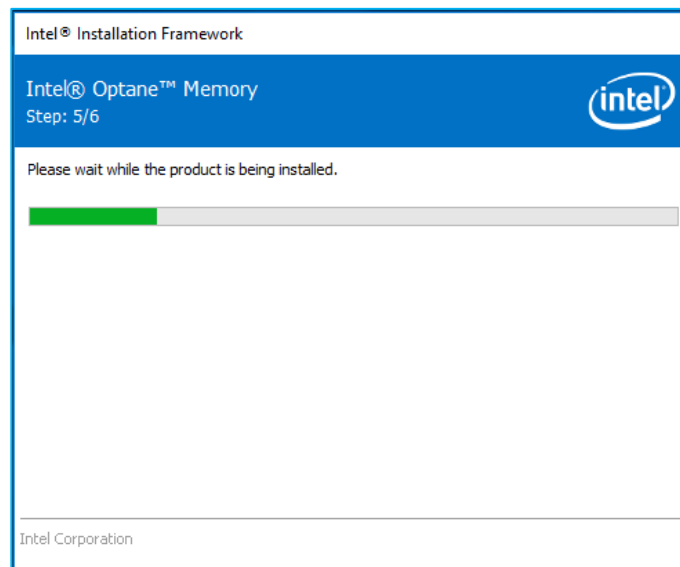 Intel® Installation Framework
Intel® Optane™ Memory
intel
Step: 5/6
Please wait while the product is being installed.
Intel Corporation